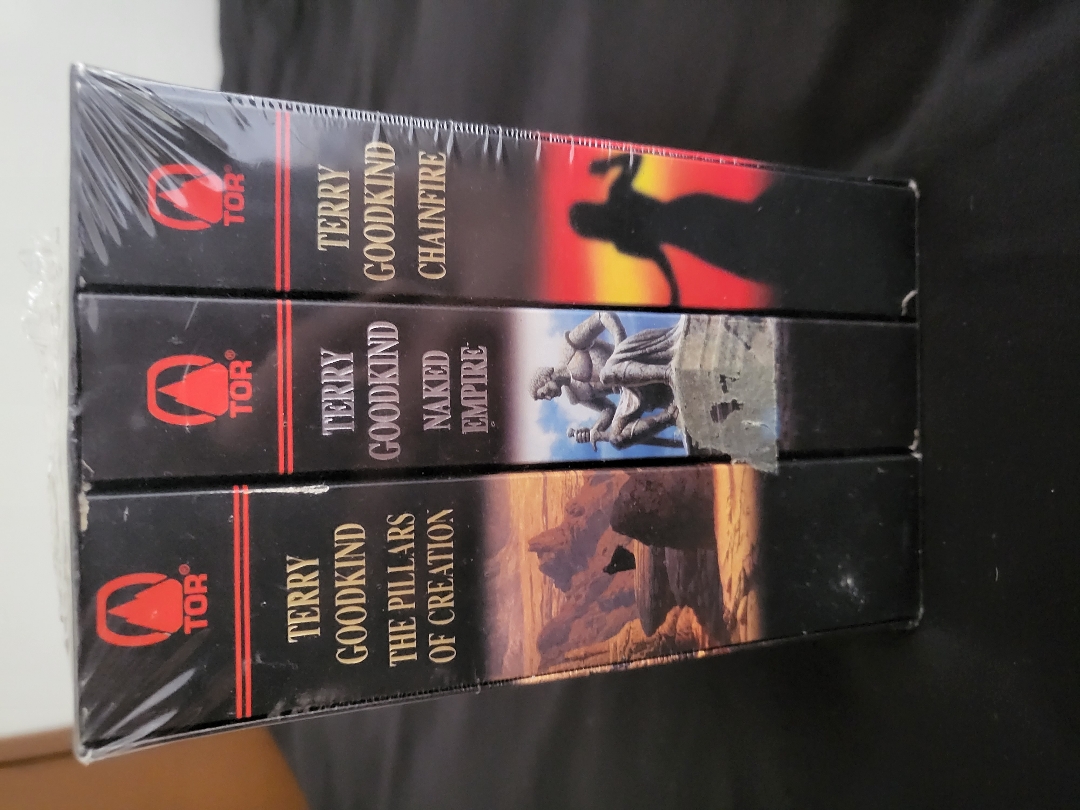 TOR®
TERRY
GOODKIND
CHAINFIRE
TOR®
TERRY
GOODKIND
NAKED
EMPIRE
TOR®
TERRY
GOODKIND
THE PILLARS
OF CREATION